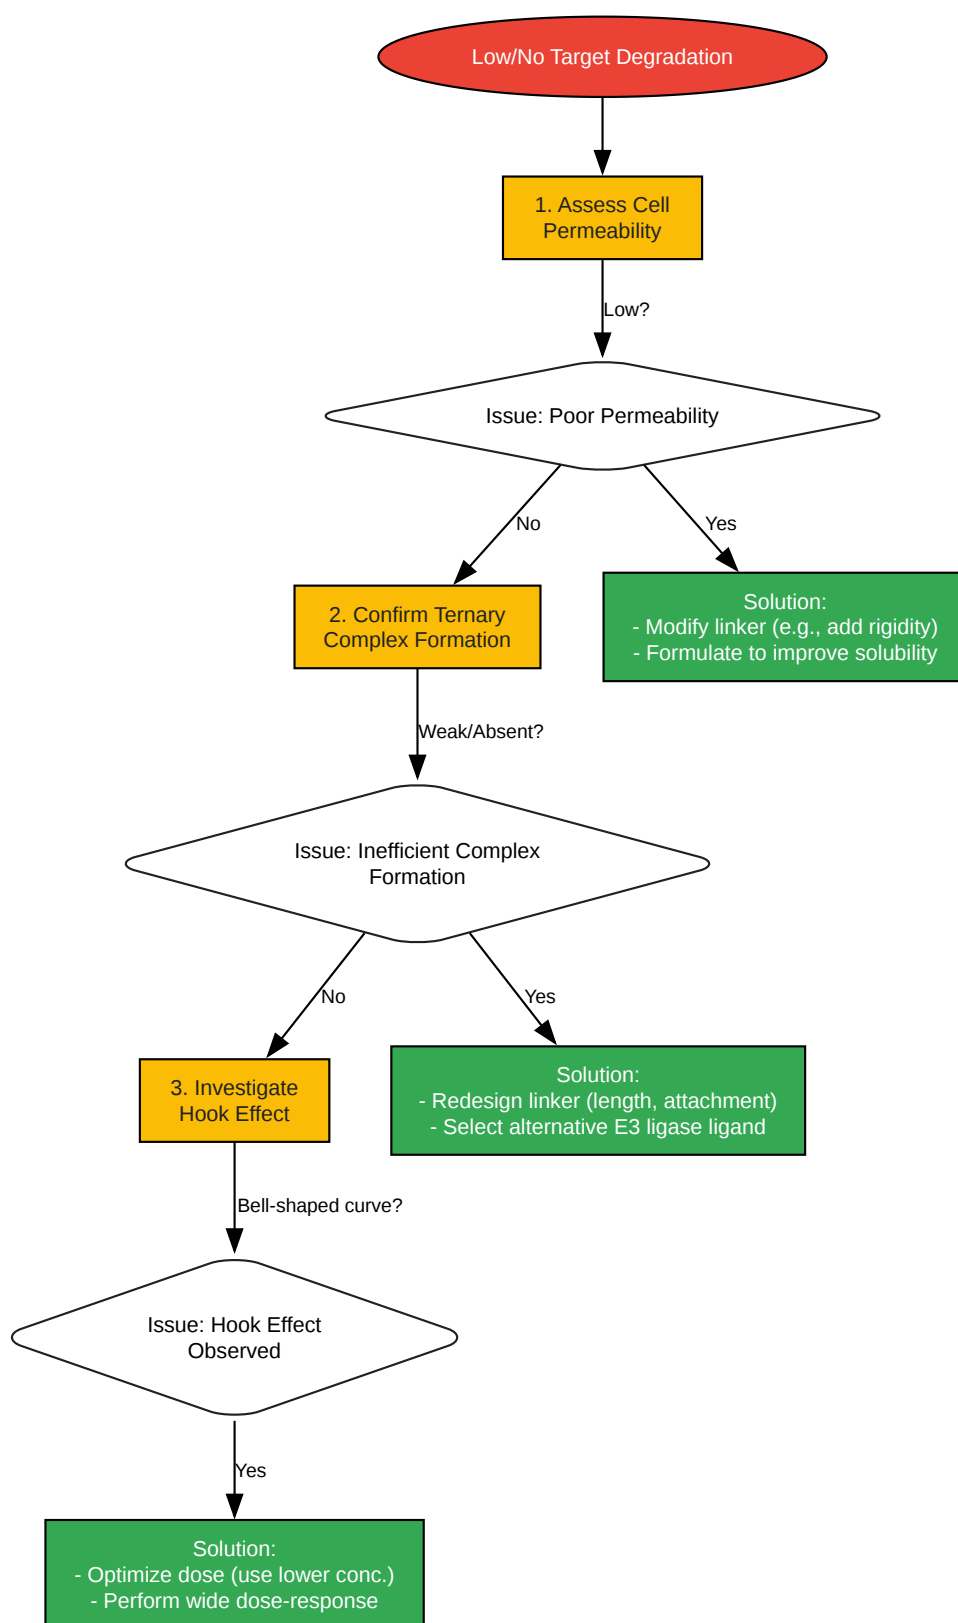 Low/No Target Degradation
1. Assess Cell
Permeability
Low?
Issue: Poor Permeability
No
Yes
2. Confirm Ternary
Complex Formation
Solution:
- Modify linker (e.g., add rigidity)
- Formulate to improve solubility
Weak/Absent?
Issue: Inefficient Complex
Formation
No
Yes
3. Investigate
Hook Effect
Solution:
- Redesign linker (length, attachment)
- Select alternative E3 ligase ligand
Bell-shaped curve?
Issue: Hook Effect
Observed
Yes
Solution:
- Optimize dose (use lower conc.)
- Perform wide dose-response